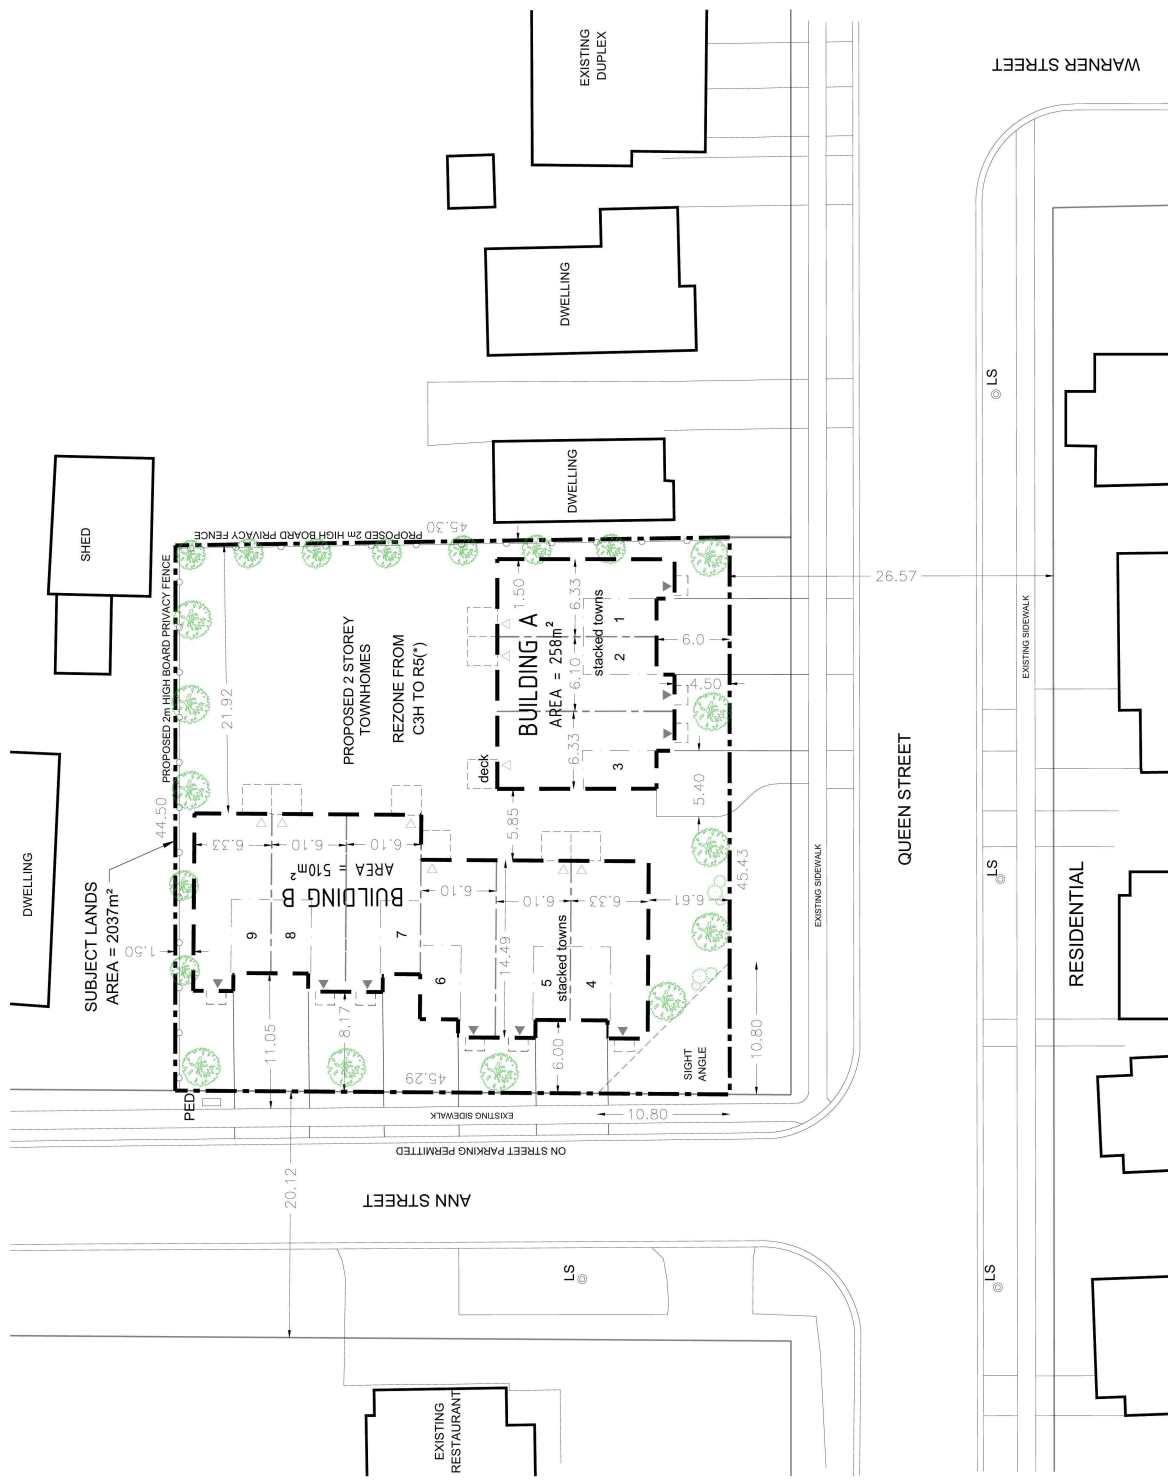 WARNER STREET
EXISTING
DUPLEX
DWELLING
LS
DWELLING
SHED
PROPOSED 2m HIGH BOARD PRIVACY FENCE
45.30
PROPOSED 2m HIGH BOARD PRIVACY FENCE
44.50
21.92
PROPOSED 2 STOREY
TOWNHOMES
REZONE FROM
C3H TO R5(*)
BUILDING A
AREA = 258m²
1.50
6.33
6.10
6.33
stacked towns
1
2
3
deck
6.0
4.50
5.40
5.85
26.57
EXISTING SIDEWALK
QUEEN STREET
EXISTING SIDEWALK
LS
RESIDENTIAL
DWELLING
SUBJECT LANDS
AREA = 2037m²
1.50
6.33
6.10
6.10
BUILDING B
AREA = 510m²
9
8
7
6
5
4
stacked towns
6.10
6.10
6.33
14.49
6.61
45.43
11.05
8.17
6.00
45.29
10.80
10.80
SIGHT
ANGLE
PED
EXISTING SIDEWALK
ON STREET PARKING PERMITTED
20.12
ANN STREET
LS
LS
EXISTING
RESTAURANT